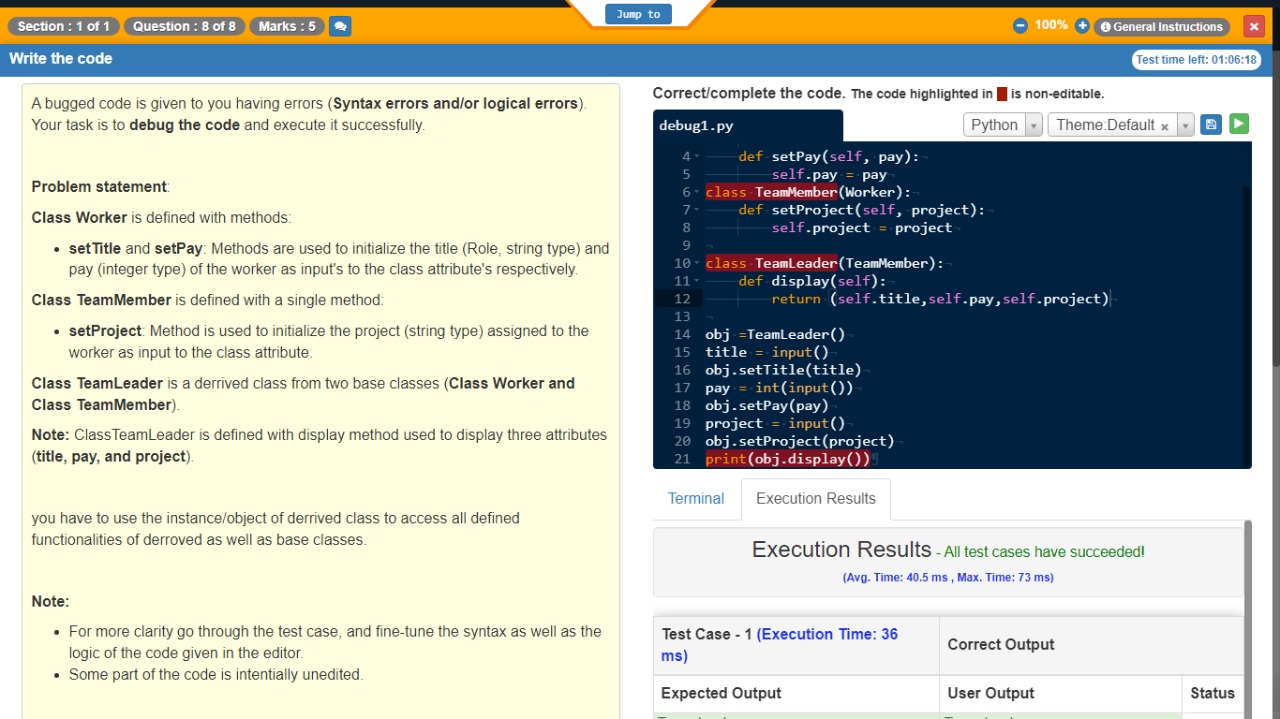 Jump to
Section : 1 of 1 Question : 8 of 8 Marks : 5 100% General Instructions
Write the code Test time left: 01:06:18
A bugged code is given to you having errors (Syntax errors and/or logical errors).
Your task is to debug the code and execute it successfully.
Problem statement:
Class Worker is defined with methods:
• setTitle and setPay: Methods are used to initialize the title (Role, string type) and
pay (integer type) of the worker as input's to the class attribute's respectively.
Class TeamMember is defined with a single method:
• setProject: Method is used to initialize the project (string type) assigned to the
worker as input to the class attribute.
Class TeamLeader is a derrived class from two base classes (Class Worker and
Class TeamMember).
Note: ClassTeamLeader is defined with display method used to display three attributes
(title, pay, and project).
you have to use the instance/object of derrived class to access all defined
functionalities of derroved as well as base classes.
Note:
• For more clarity go through the test case, and fine-tune the syntax as well as the
logic of the code given in the editor.
• Some part of the code is intentially unedited.
Correct/complete the code. The code highlighted in is non-editable.
debug1.py Python Theme:Default ×
4 def setPay(self, pay):
5 self.pay = pay
6 class TeamMember(Worker):
7 def setProject(self, project):
8 self.project = project
9
10 class TeamLeader(TeamMember):
11 def display(self):
12 return (self.title,self.pay,self.project)
13
14 obj =TeamLeader()
15 title = input()
16 obj.setTitle(title)
17 pay = int(input())
18 obj.setPay(pay)
19 project = input()
20 obj.setProject(project)
21 print(obj.display())
Terminal Execution Results
Execution Results - All test cases have succeeded!
(Avg. Time: 40.5 ms , Max. Time: 73 ms)
Test Case - 1 (Execution Time: 36
ms)
Correct Output
Expected Output User Output Status